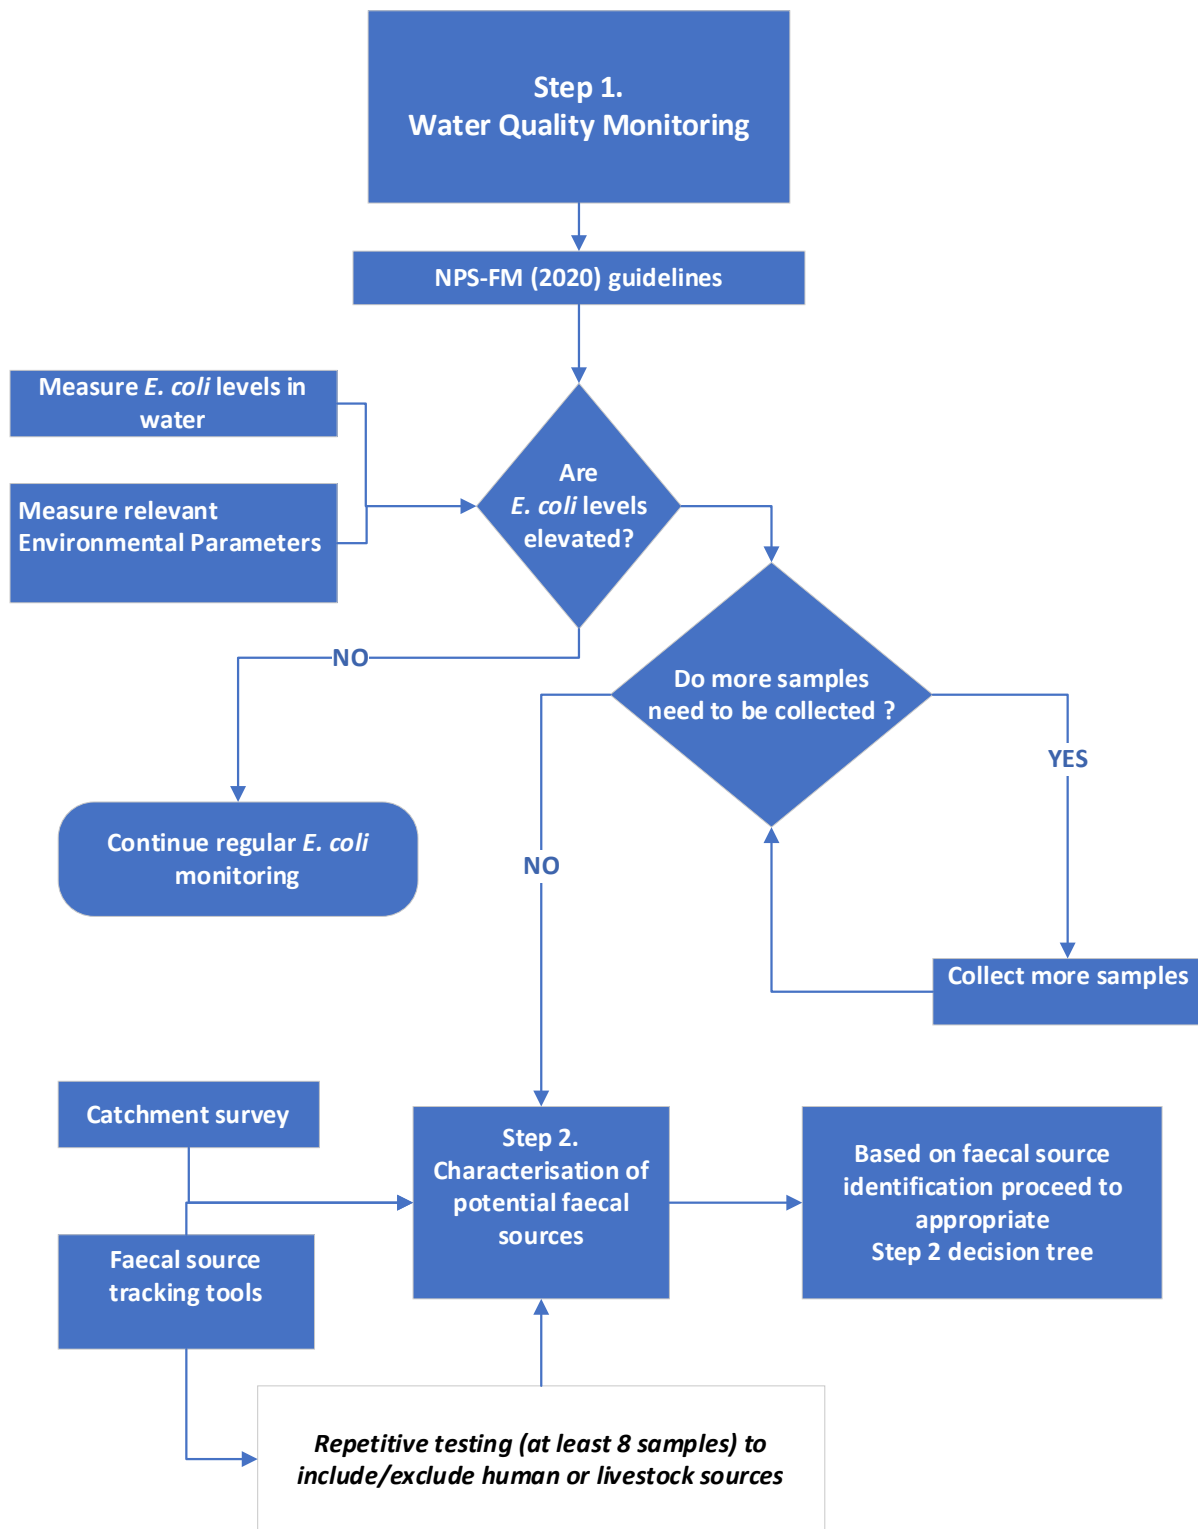 Step 1.
Water Quality Monitoring
NPS-FM (2020) guidelines
Measure E. coli levels in
water
Measure relevant
Environmental Parameters
Are
E. coli levels
elevated?
NO
Do more samples
need to be collected ?
YES
Continue regular E. coli
monitoring
NO
Collect more samples
Catchment survey
Step 2.
Characterisation of
potential faecal
sources
Based on faecal source
identification proceed to
appropriate
Step 2 decision tree
Faecal source
tracking tools
Repetitive testing (at least 8 samples) to
include/exclude human or livestock sources